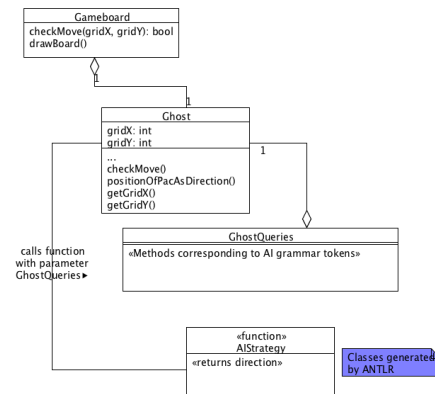 Gameboard
checkMove(gridX, gridY): bool
drawBoard()
1
1
Ghost
gridX: int
gridY: int
...
checkMove()
positionOfPacAsDirection()
getGridX()
getGridY()
1
GhostQueries
«Methods corresponding to AI grammar tokens»
calls function
with parameter
GhostQueries▶
«function»
AIStrategy
«returns direction»
Classes generated
by ANTLR